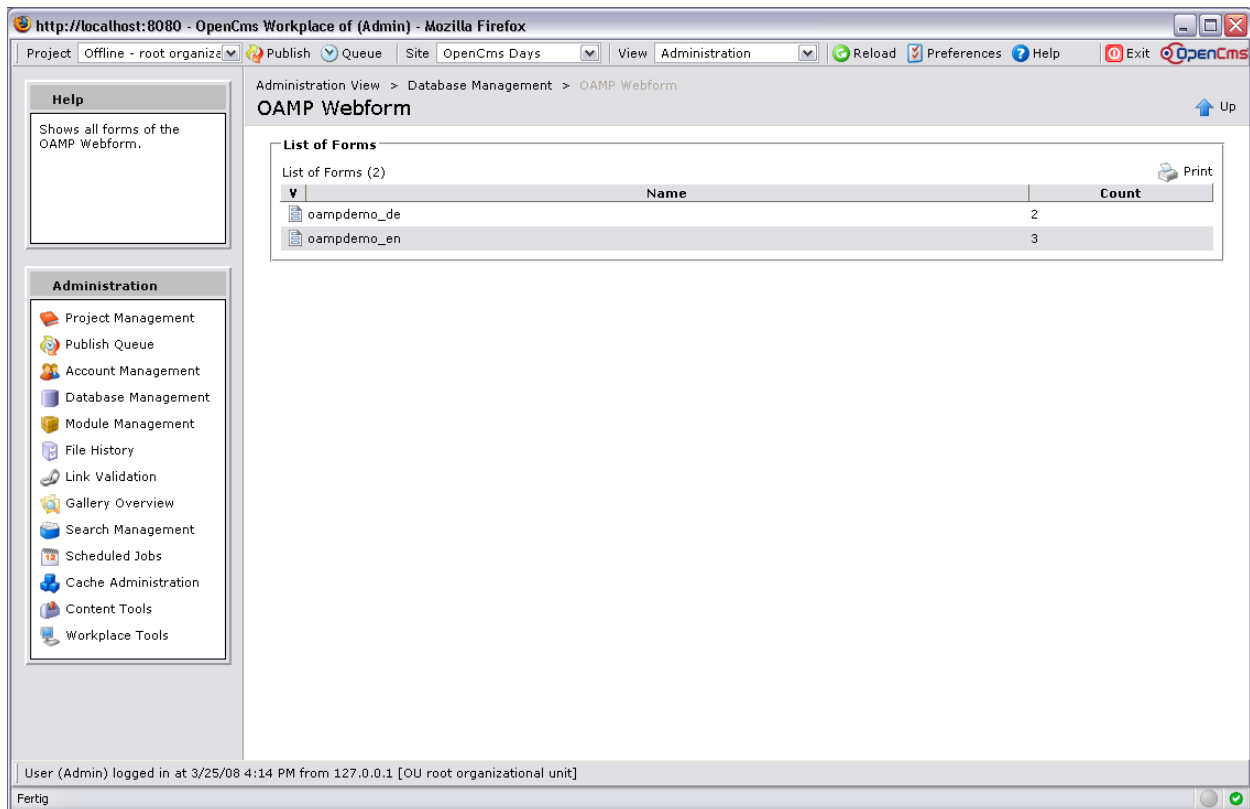 http://localhost:8080 - OpenCms Workplace of (Admin) - Mozilla Firefox
Project Offline - root organiza Publish Queue Site OpenCms Days View Administration Reload Preferences Help Exit OpenCms
Help
Shows all forms of the
OAMP Webform.
Administration
Project Management
Publish Queue
Account Management
Database Management
Module Management
File History
Link Validation
Gallery Overview
Search Management
Scheduled Jobs
Cache Administration
Content Tools
Workplace Tools
Administration View > Database Management > OAMP Webform
OAMP Webform
Up
List of Forms
List of Forms (2) Print
V Name Count
oampdemo_de 2
oampdemo_en 3
User (Admin) logged in at 3/25/08 4:14 PM from 127.0.0.1 [OU root organizational unit]
Fertig